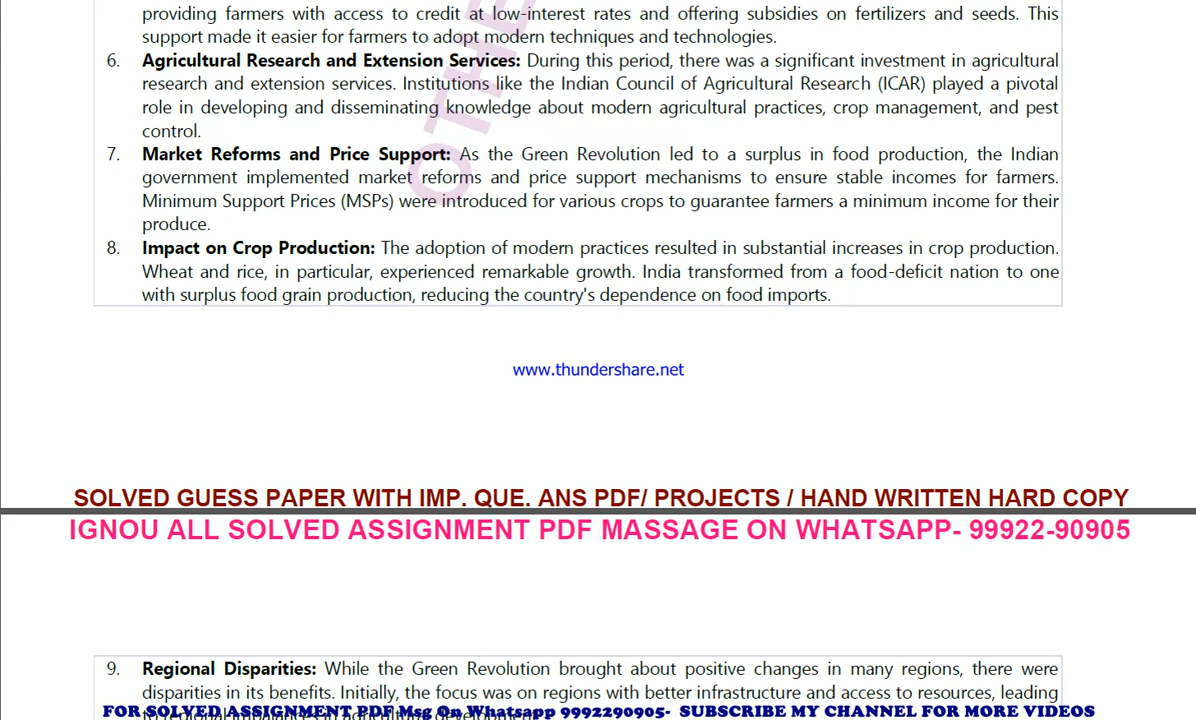 providing farmers with access to credit at low-interest rates and offering subsidies on fertilizers and seeds. This
support made it easier for farmers to adopt modern techniques and technologies.
6. Agricultural Research and Extension Services: During this period, there was a significant investment in agricultural
research and extension services. Institutions like the Indian Council of Agricultural Research (ICAR) played a pivotal
role in developing and disseminating knowledge about modern agricultural practices, crop management, and pest
control.
7. Market Reforms and Price Support: As the Green Revolution led to a surplus in food production, the Indian
government implemented market reforms and price support mechanisms to ensure stable incomes for farmers.
Minimum Support Prices (MSPs) were introduced for various crops to guarantee farmers a minimum income for their
produce.
8. Impact on Crop Production: The adoption of modern practices resulted in substantial increases in crop production.
Wheat and rice, in particular, experienced remarkable growth. India transformed from a food-deficit nation to one
with surplus food grain production, reducing the country's dependence on food imports.
OTHE
www.thundershare.net
SOLVED GUESS PAPER WITH IMP. QUE. ANS PDF/ PROJECTS / HAND WRITTEN HARD COPY
IGNOU ALL SOLVED ASSIGNMENT PDF MASSAGE ON WHATSAPP- 99922-90905
9. Regional Disparities: While the Green Revolution brought about positive changes in many regions, there were
disparities in its benefits. Initially, the focus was on regions with better infrastructure and access to resources, leading
FOR SOLVED ASSIGNMENT PDF Msg On Whatsapp 9992290905- SUBSCRIBE MY CHANNEL FOR MORE VIDEOS